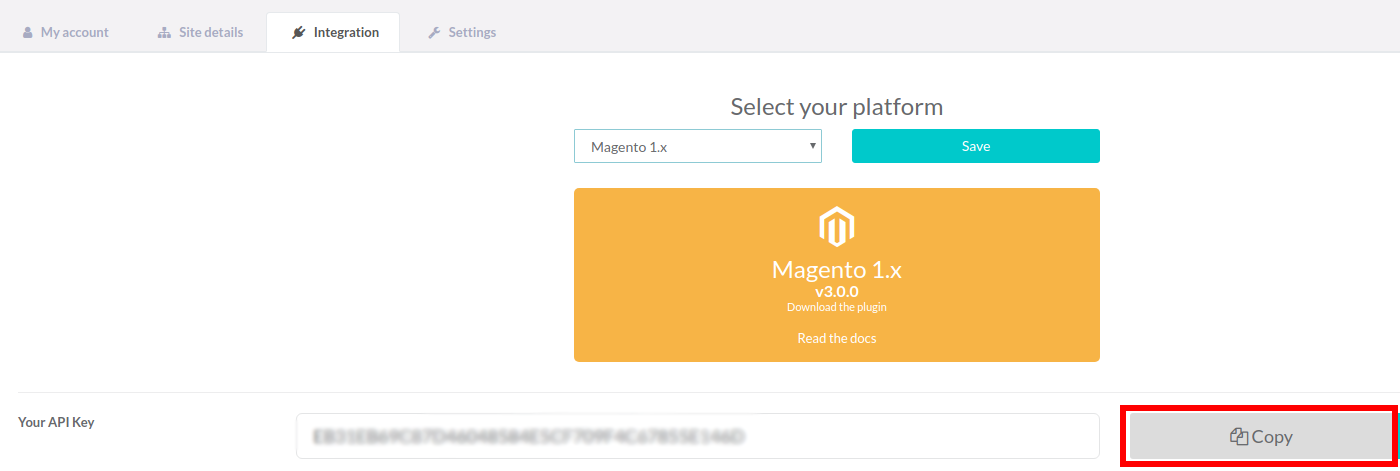 My account
Site details
Integration
Settings
Select your platform
Magento 1.x
Save
Magento 1.x
v3.0.0
Download the plugin
Read the docs
Your API Key
Copy